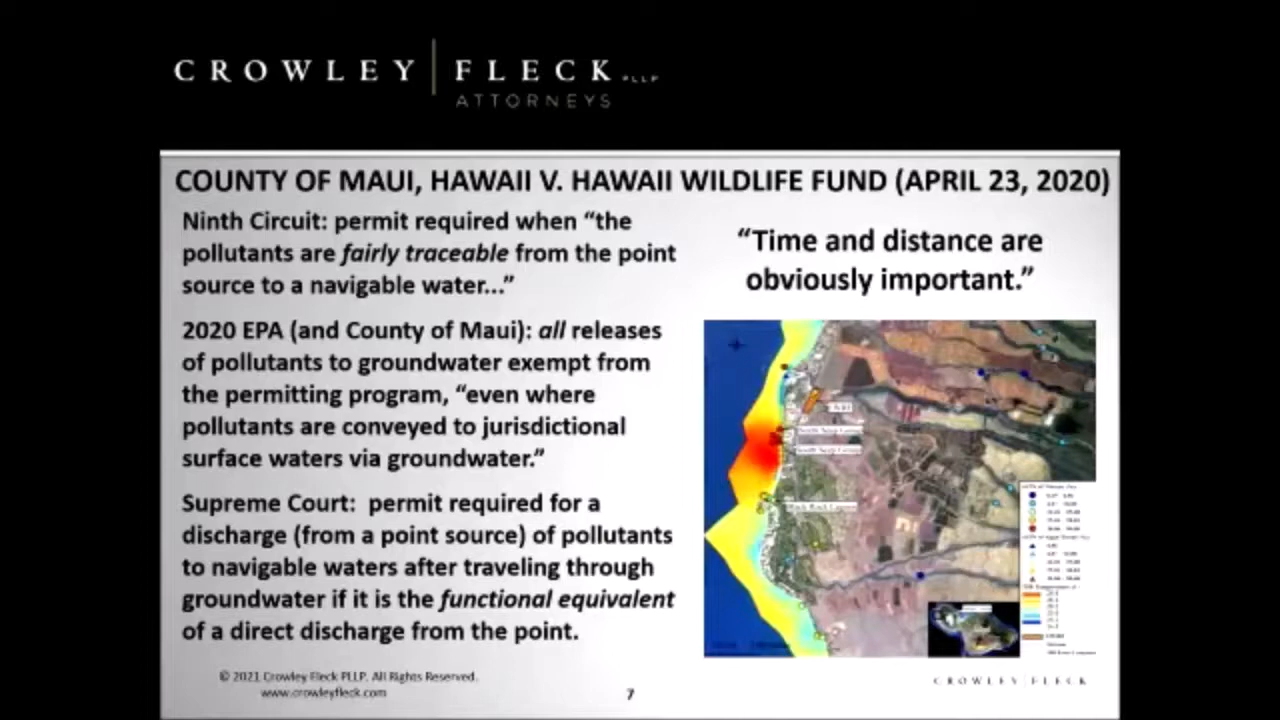 CROWLEY FLECK PLLP
ATTORNEYS
COUNTY OF MAUI, HAWAII V. HAWAII WILDLIFE FUND (APRIL 23, 2020)
Ninth Circuit: permit required when “the
pollutants are fairly traceable from the point
source to a navigable water...”
2020 EPA (and County of Maui): all releases
of pollutants to groundwater exempt from
the permitting program, “even where
pollutants are conveyed to jurisdictional
surface waters via groundwater.”
Supreme Court: permit required for a
discharge (from a point source) of pollutants
to navigable waters after traveling through
groundwater if it is the functional equivalent
of a direct discharge from the point.
“Time and distance are
obviously important.”
© 2021 Crowley Fleck PLLP. All Rights Reserved.
www.crowleyfleck.com
7
CROWLEY FLECK